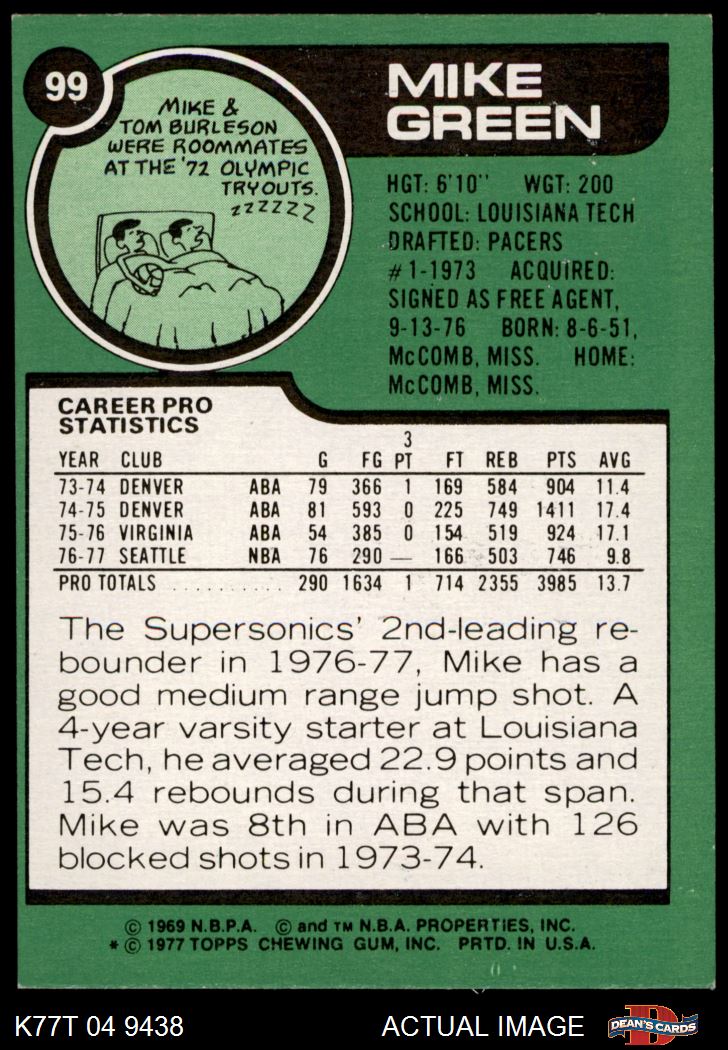 99
MIKE GREEN
MIKE &
TOM BURLESON
WERE ROOMMATES
AT THE '72 OLYMPIC
TRYOUTS.
ZZZZZZ
HGT: 6'10" WGT: 200
SCHOOL: LOUISIANA TECH
DRAFTED: PACERS
#1-1973 ACQUIRED:
SIGNED AS FREE AGENT,
9-13-76 BORN: 8-6-51,
McCOMB, MISS. HOME:
McCOMB, MISS.
CAREER PRO
STATISTICS
YEAR CLUB G FG 3 PT FT REB PTS AVG
73-74 DENVER ABA 79 366 1 169 584 904 11.4
74-75 DENVER ABA 81 593 0 225 749 1411 17.4
75-76 VIRGINIA ABA 54 385 0 154 519 924 17.1
76-77 SEATTLE NBA 76 290 — 166 503 746 9.8
PRO TOTALS .......... 290 1634 1 714 2355 3985 13.7
The Supersonics' 2nd-leading re-
bounder in 1976-77, Mike has a
good medium range jump shot. A
4-year varsity starter at Louisiana
Tech, he averaged 22.9 points and
15.4 rebounds during that span.
Mike was 8th in ABA with 126
blocked shots in 1973-74.
© 1969 N.B.P.A. © and TM N.B.A. PROPERTIES, INC.
* © 1977 TOPPS CHEWING GUM, INC. PRTD. IN U.S.A.
K77T 04 9438 ACTUAL IMAGE DEAN'S CARDS